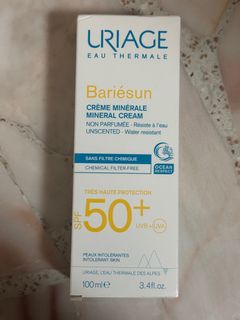 URIAGE
EAU THERMALE
Bariésun
CRÈME MINÉRALE
MINERAL CREAM
NON PARFUMÉE - Résiste à l'eau
UNSCENTED - Water resistant
SANS FILTRE CHIMIQUE
CHEMICAL FILTER-FREE
OCEAN
RESPECT
TRÈS HAUTE PROTECTION
SPF 50+
UVB + UVA
PEAUX INTOLÉRANTES
INTOLERANT SKIN
URIAGE, L'EAU THERMALE DES ALPES
100ml ℮ 3.4fl.oz.